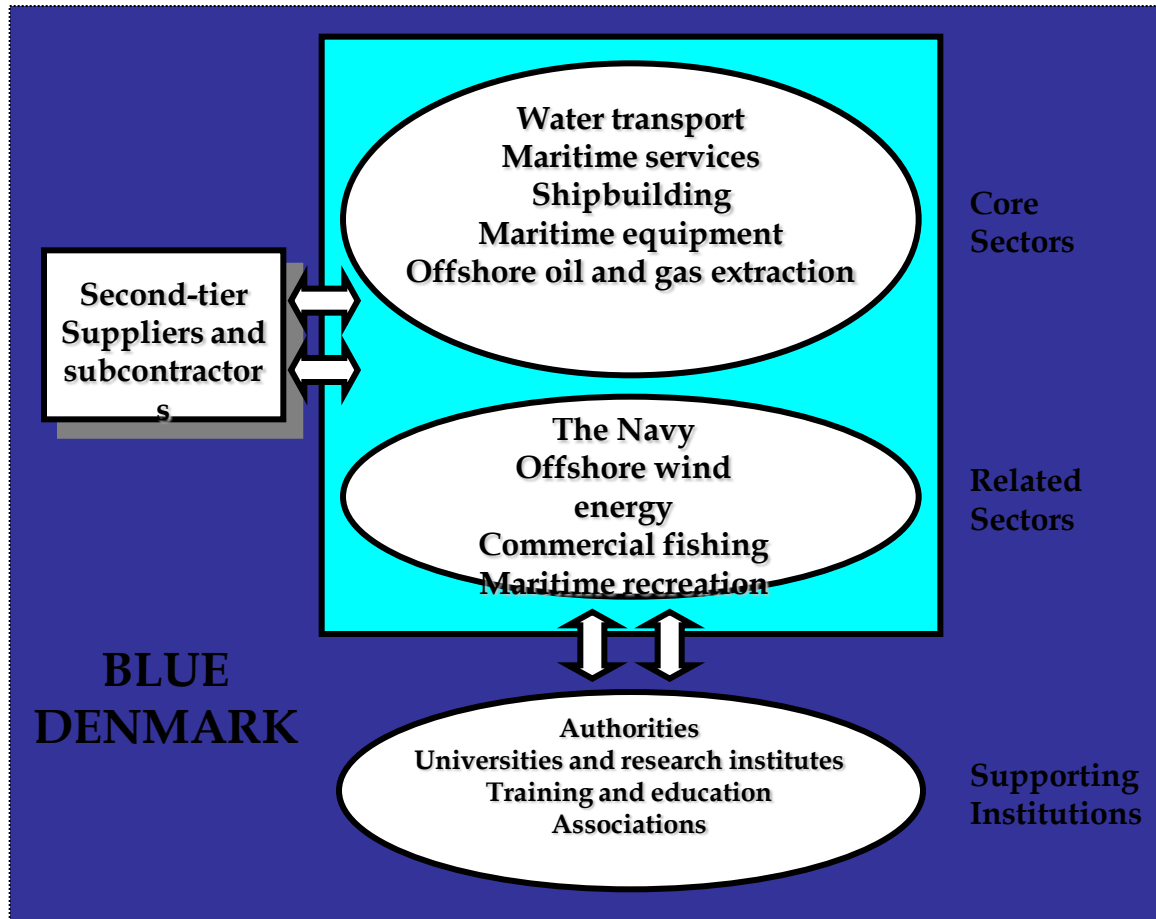 Water transport
Maritime services
Shipbuilding
Maritime equipment
Offshore oil and gas extraction
Core
Sectors
Second-tier
Suppliers and
subcontractor
s
The Navy
Offshore wind
energy
Commercial fishing
Maritime recreation
Related
Sectors
BLUE
DENMARK
Authorities
Universities and research institutes
Training and education
Associations
Supporting
Institutions